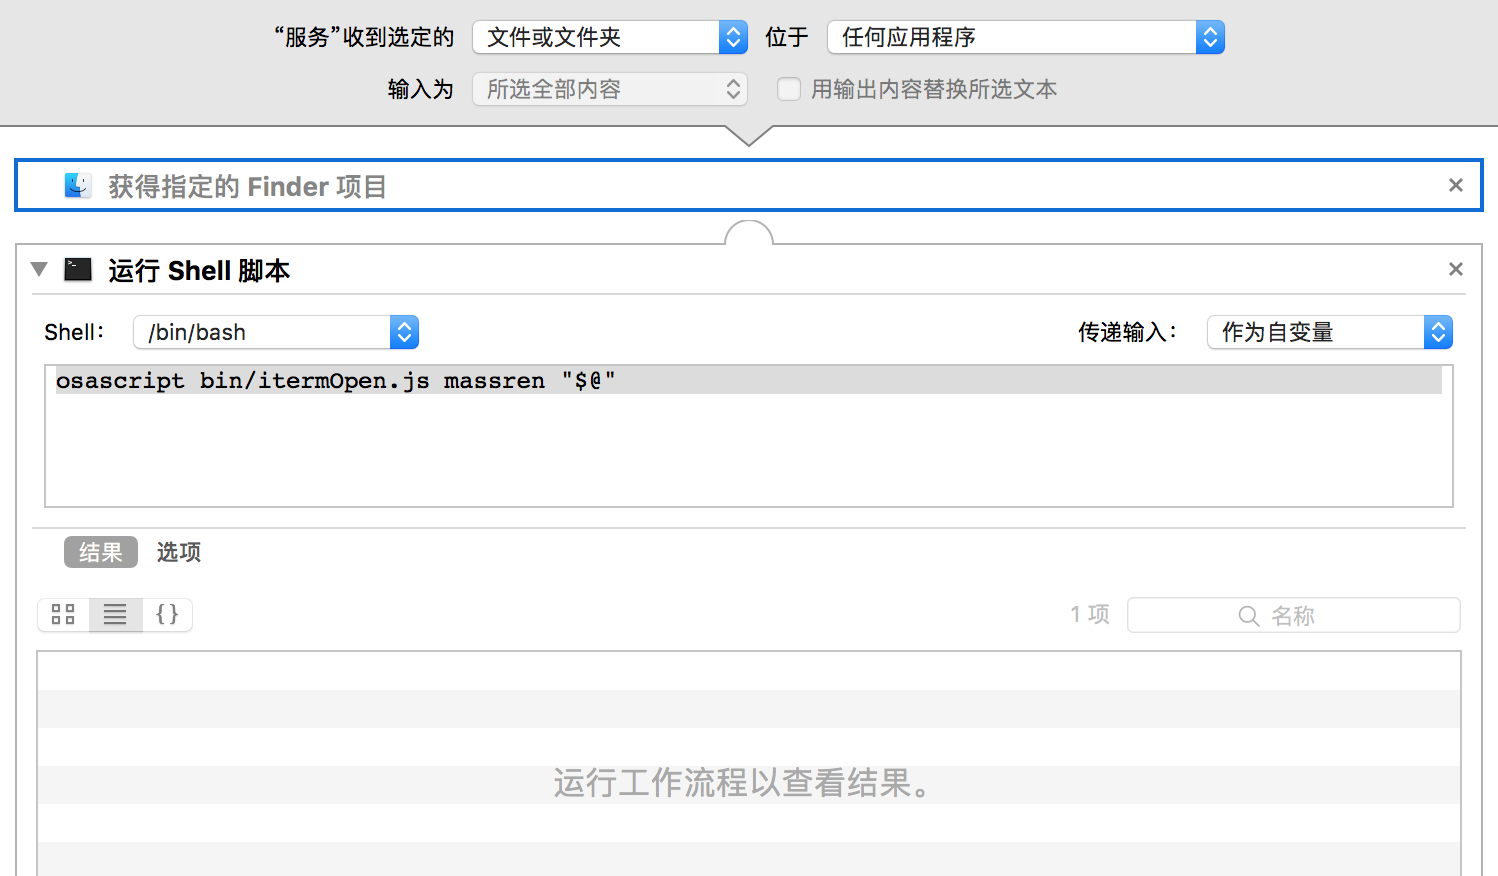 “服务”收到选定的 文件或文件夹 位于 任何应用程序
输入为 所选全部内容 用输出内容替换所选文本
获得指定的 Finder 项目
运行 Shell 脚本
Shell： /bin/bash 传递输入： 作为自变量
osascript bin/itermOpen.js massren "$@"
结果 选项
{} 1 项 名称
运行工作流程以查看结果。